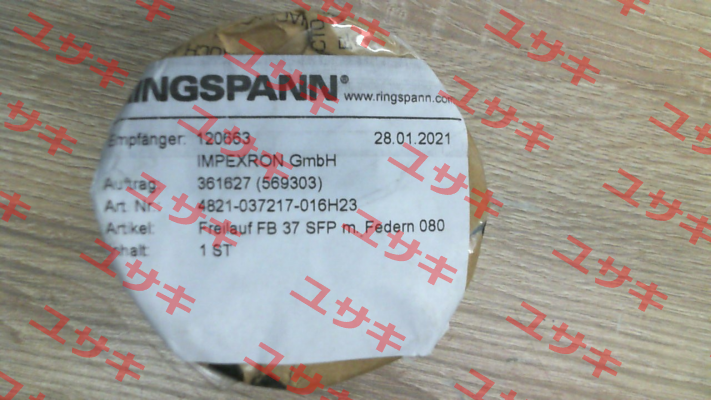 RINGSPANN®
www.ringspann.com
Empfänger: 120653 28.01.2021
IMPEXRON GmbH
Auftrag: 361627 (569303)
Art. Nr. 4821-037217-016H23
Artikel: Freilauf FB 37 SFP m. Federn 080
Inhalt: 1 ST
ユサキ